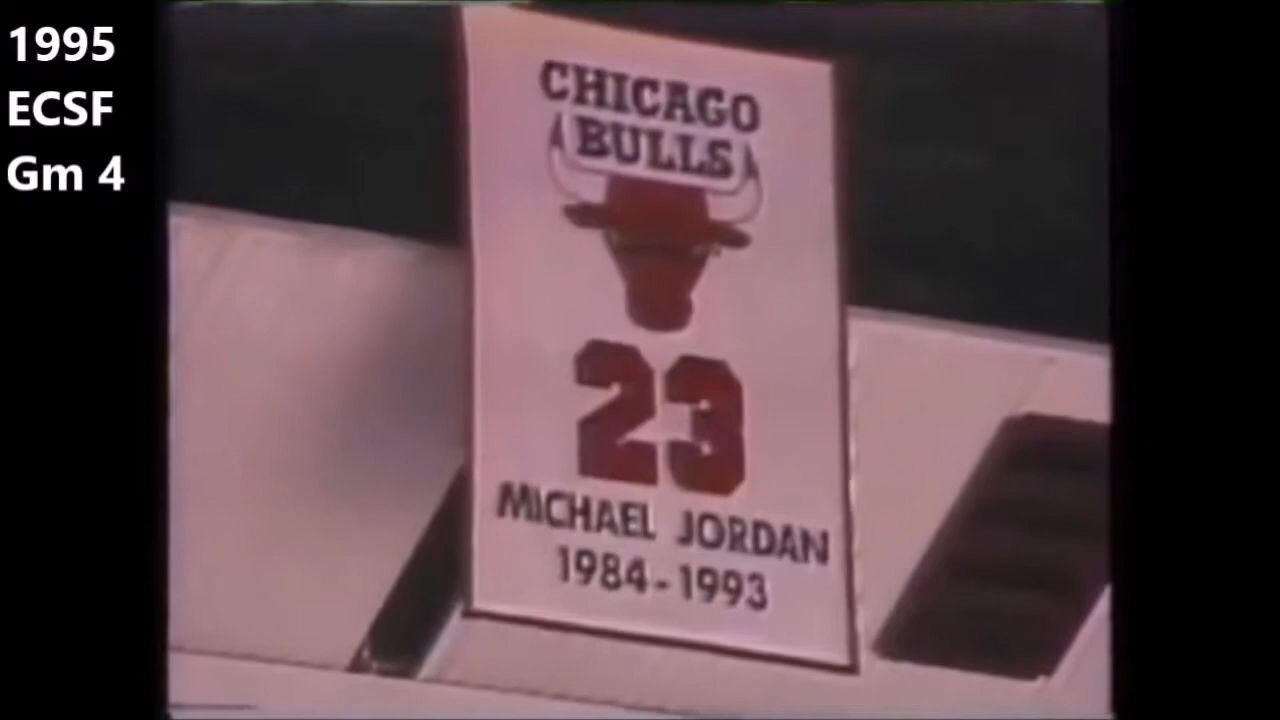 1995
ECSF
Gm 4
CHICAGO
BULLS
23
MICHAEL JORDAN
1984-1993